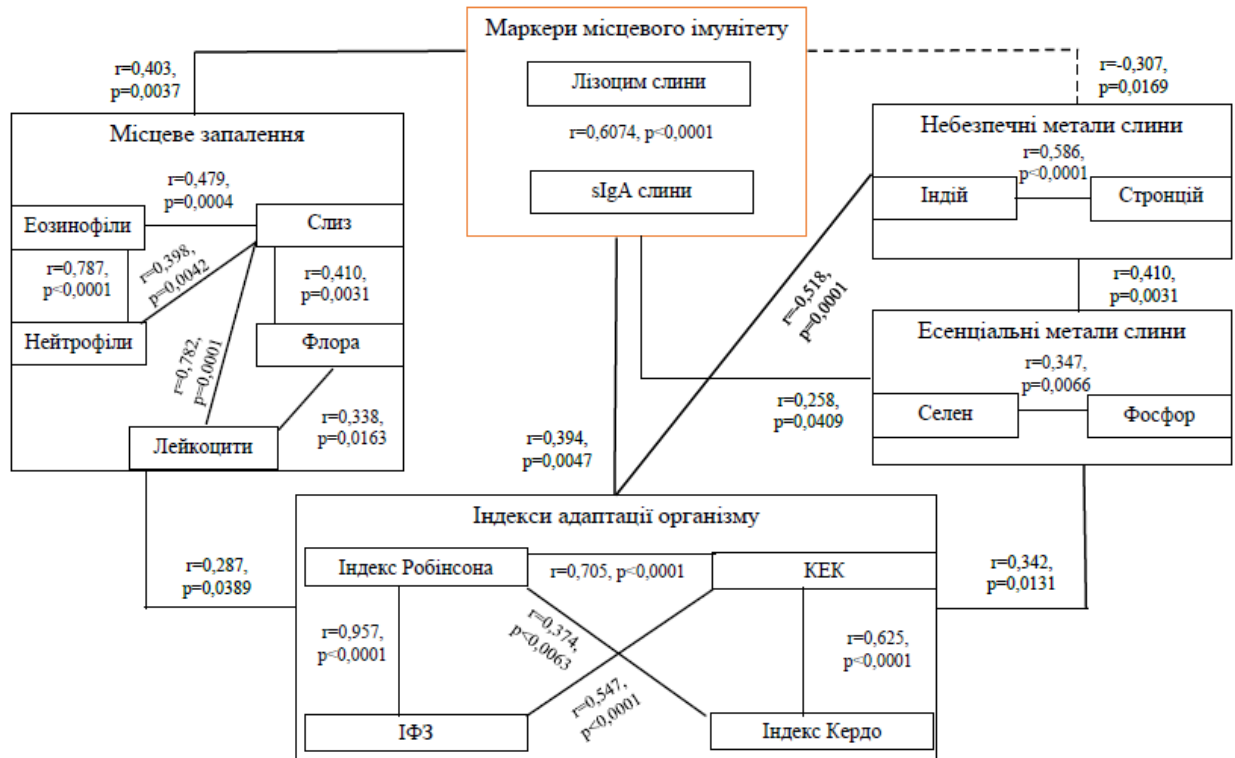 Маркери місцевого імунітету
Лізоцим слини
r=0,6074, p<0,0001
sIgA слини
r=0,403,
p=0,0037
r=-0,307,
p=0,0169
Місцеве запалення
r=0,479,
p=0,0004
Еозинофіли
Слиз
r=0,787,
p<0,0001
r=0,398,
p=0,0042
r=0,410,
p=0,0031
Нейтрофіли
Флора
r=0,782,
p=0,0001
r=0,338,
p=0,0163
Лейкоцити
Небезпечні метали слини
r=0,586,
p<0,0001
Індій
Стронцій
r=-0,518,
p=0,0001
r=0,410,
p=0,0031
Есенціальні метали слини
r=0,347,
p=0,0066
Селен
Фосфор
r=0,258,
p=0,0409
r=0,394,
p=0,0047
r=0,287,
p=0,0389
r=0,342,
p=0,0131
Індекси адаптації організму
Індекс Робінсона
r=0,705, p<0,0001
КЕК
r=0,957,
p<0,0001
r=0,374,
p<0,0063
r=0,625,
p<0,0001
r=0,547,
p<0,0001
ІФЗ
Індекс Кердо